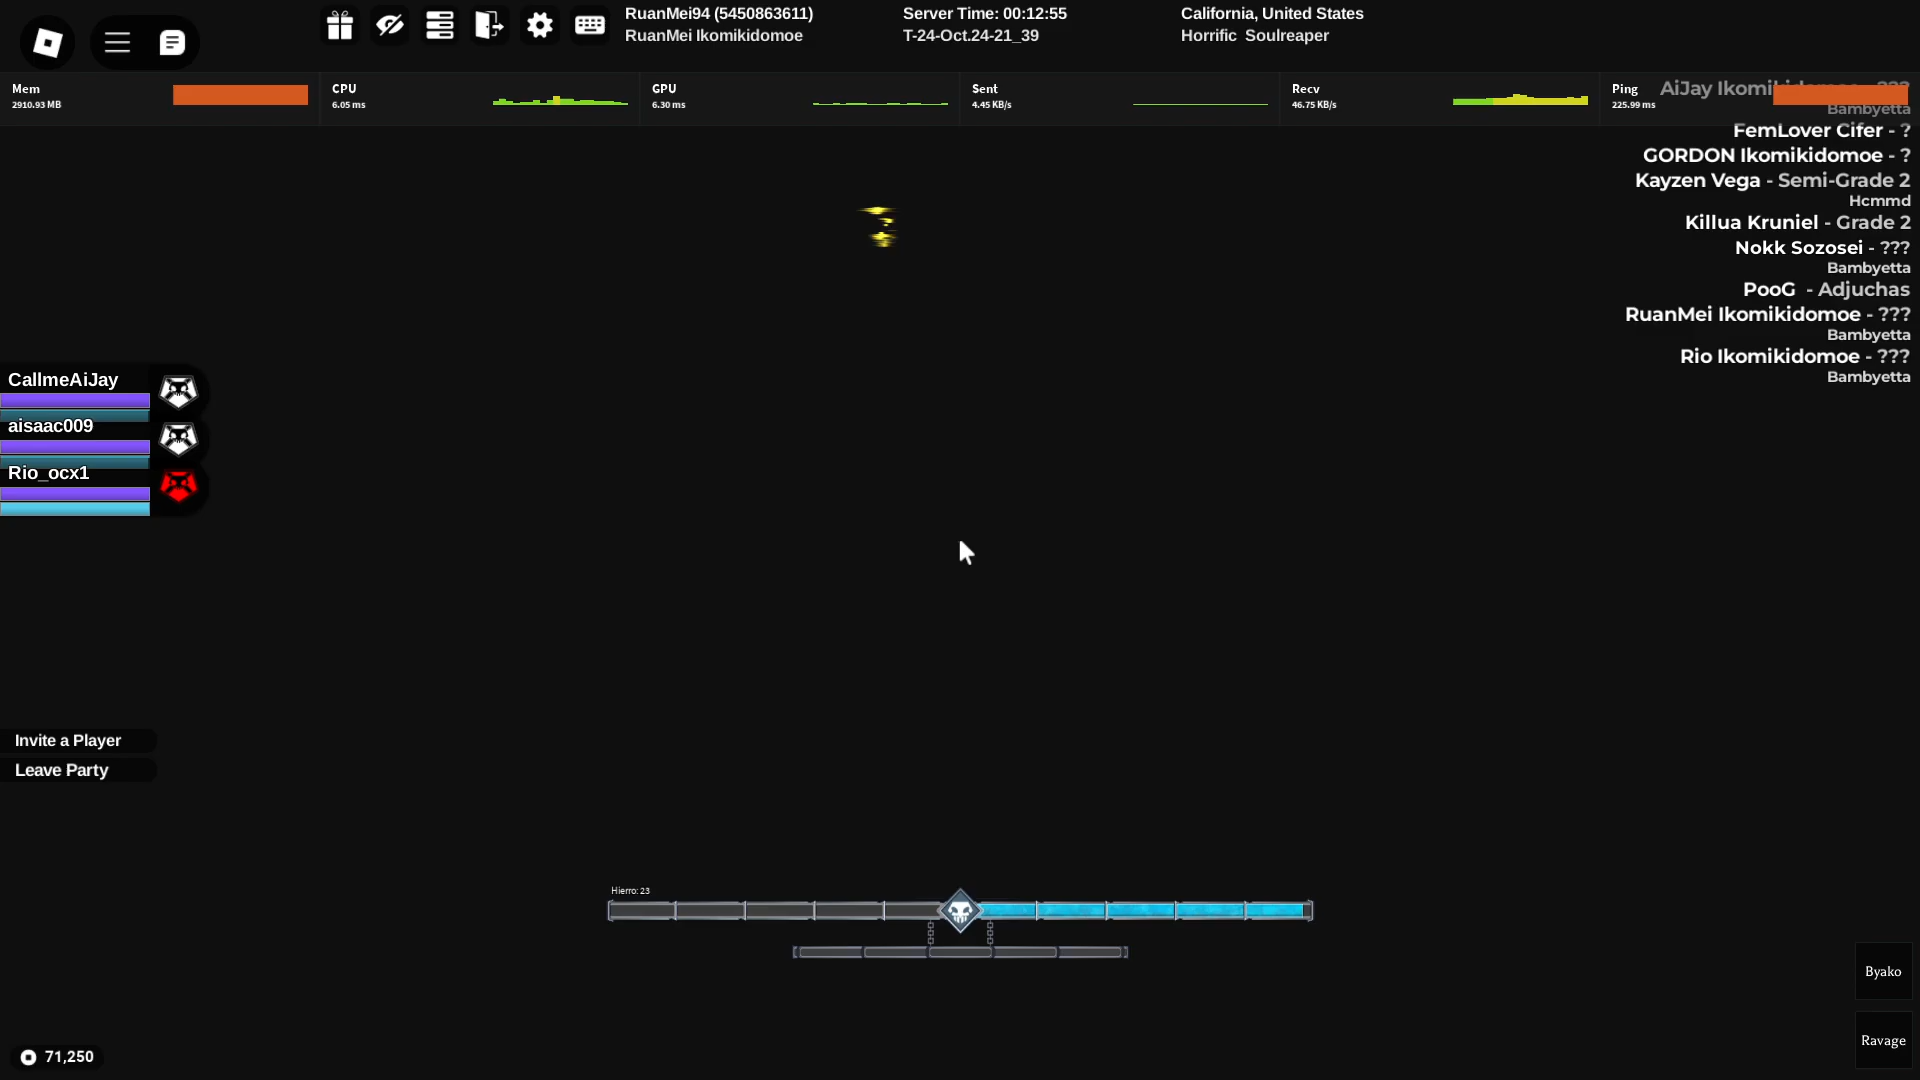 RuanMei94 (5450863611)
RuanMei Ikomikidomoe
Server Time: 00:12:55
T-24-Oct.24-21_39
California, United States
Horrific Soulreaper
Mem
2910.93 MB
CPU
6.05 ms
GPU
6.30 ms
Sent
4.45 KB/s
Recv
46.75 KB/s
Ping
225.99 ms
AiJay Ikomikidomoe - ???
Bambyetta
FemLover Cifer - ?
GORDON Ikomikidomoe - ?
Kayzen Vega - Semi-Grade 2
Hcmmd
Killua Kruniel - Grade 2
Nokk Sozosei - ???
Bambyetta
PooG - Adjuchas
RuanMei Ikomikidomoe - ???
Bambyetta
Rio Ikomikidomoe - ???
Bambyetta
CallmeAiJay
aisaac009
Rio_ocx1
Invite a Player
Leave Party
Hierro: 23
Byako
Ravage
71,250